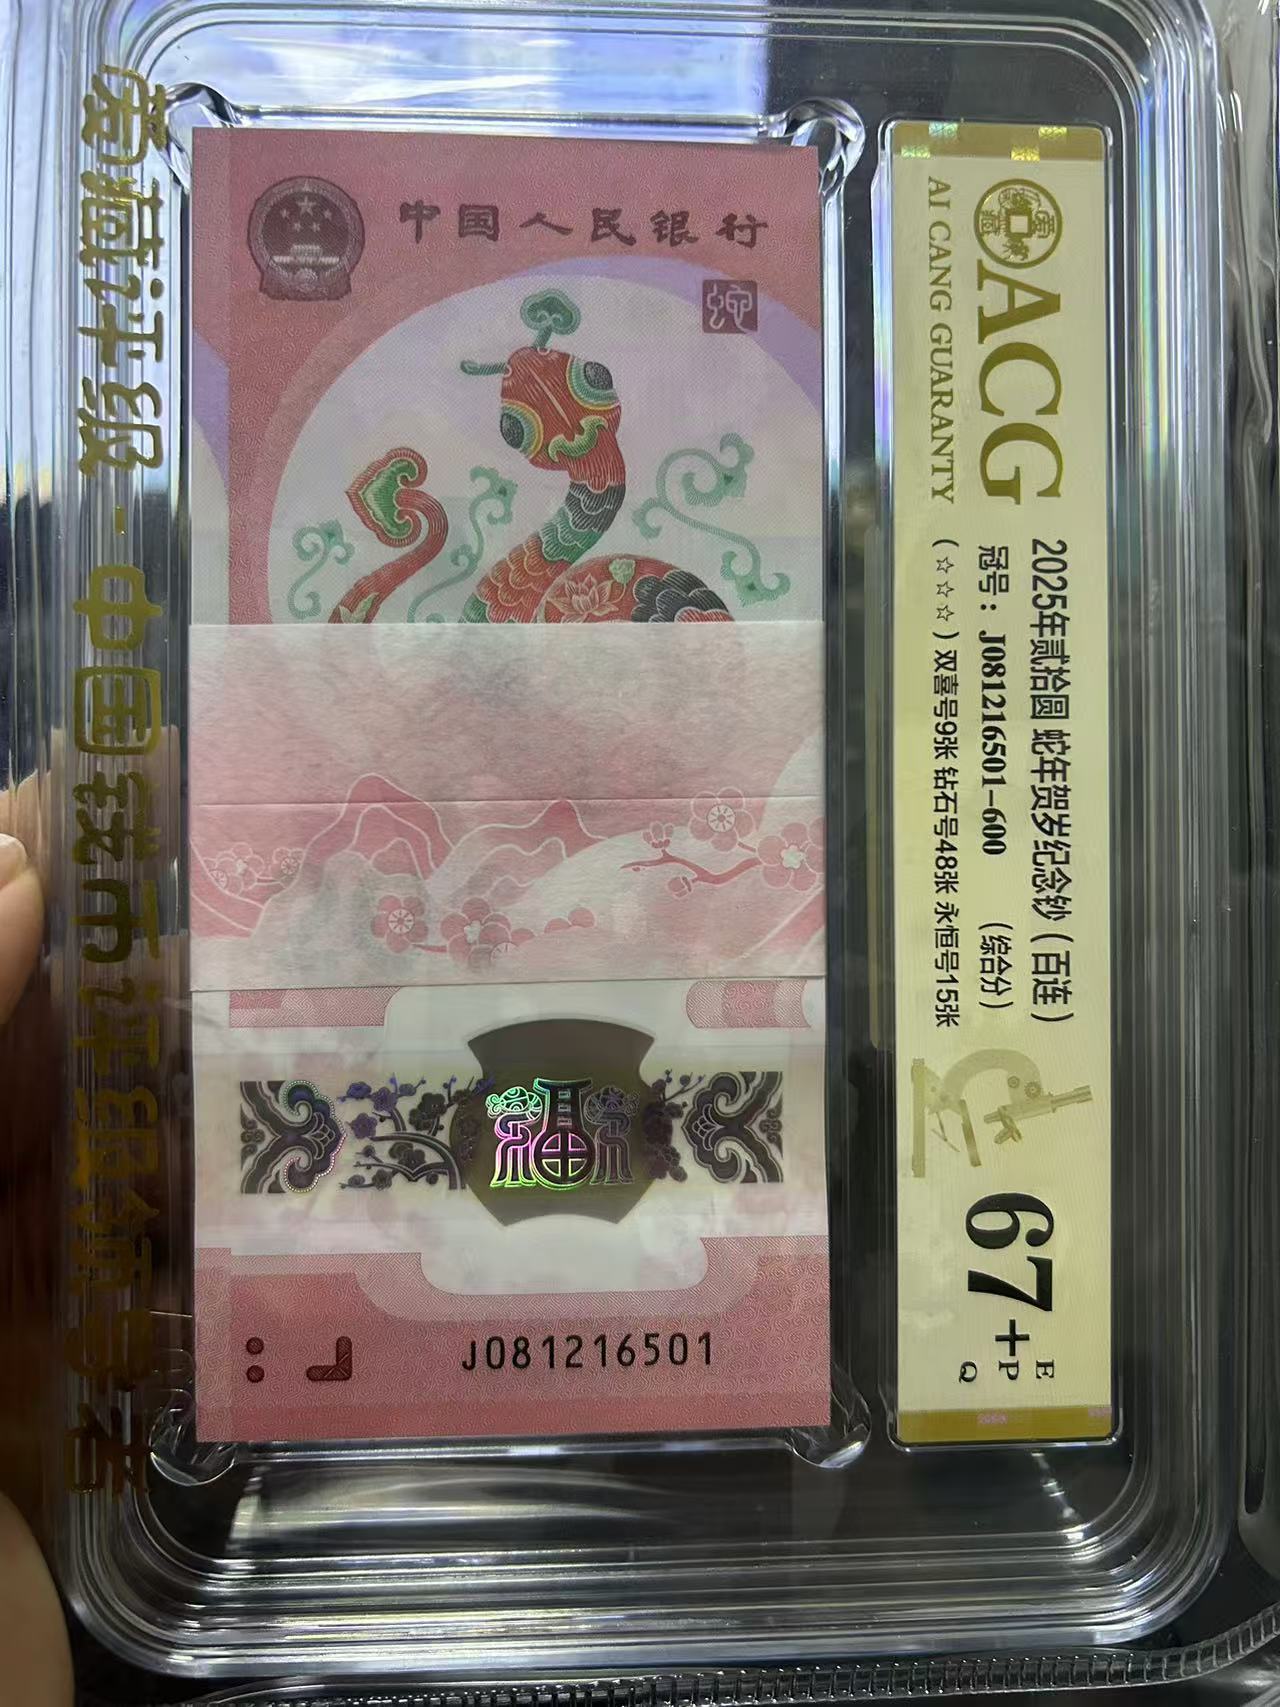 爱藏评级-中国钱币评级领导者
中国人民银行
蛇
J081216501
ACG
AI CANG GUARANTY
2025年贰拾圆 蛇年贺岁纪念钞（百连）
冠号：J081216501-600 （综合分）
（☆☆☆）双喜号9张 钻石号48张 永恒号15张
67+
E
P
Q